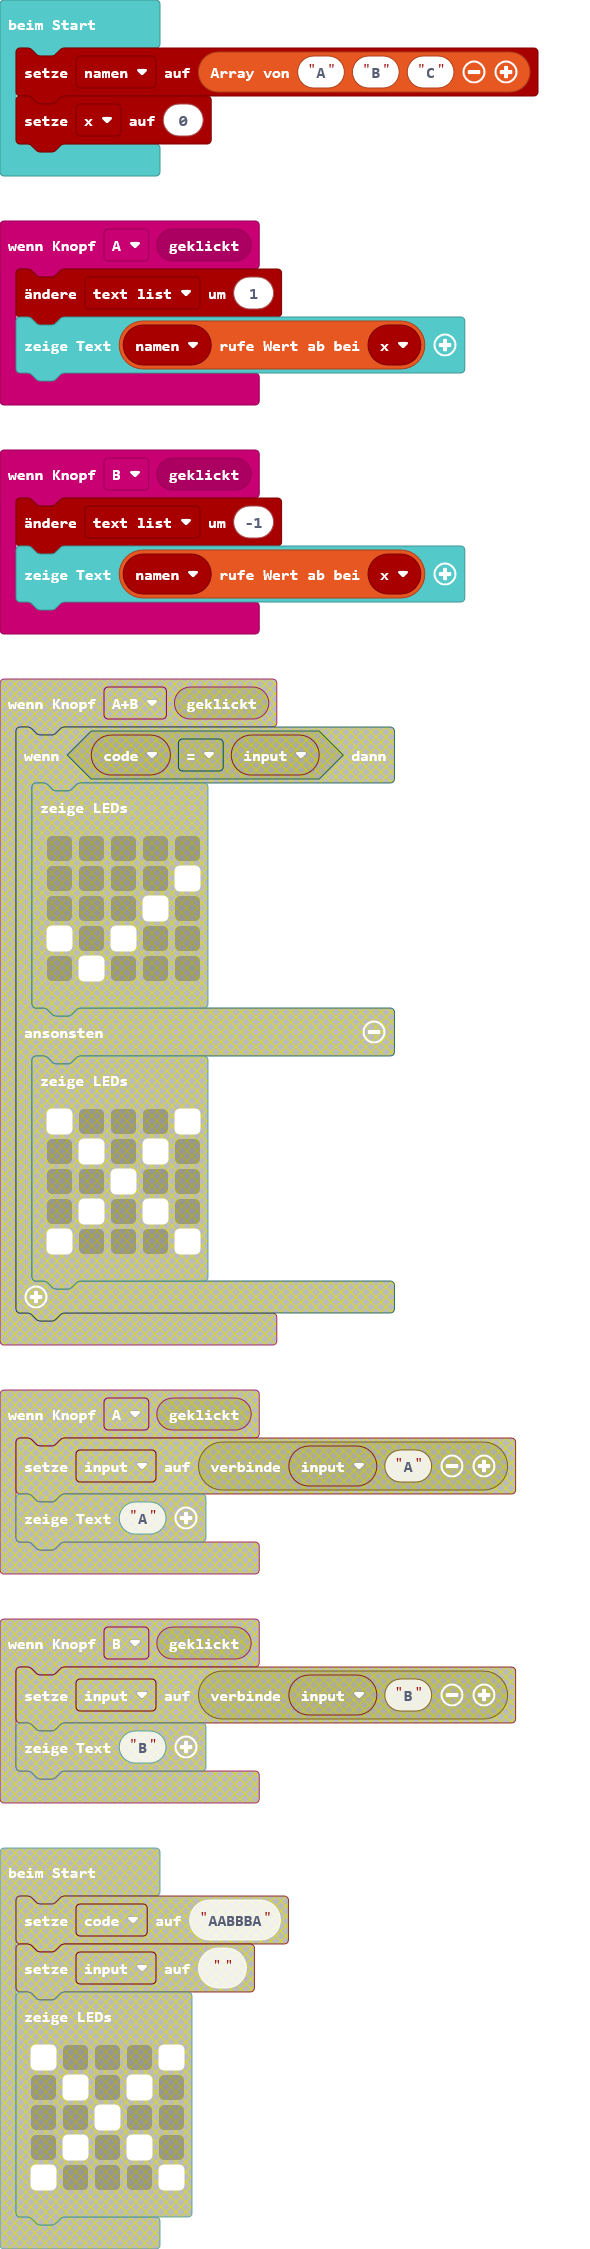 beim Start
setze namen auf Array von "A" "B" "C"
setze x auf 0
wenn Knopf A geklickt
ändere text list um 1
zeige Text namen rufe Wert ab bei x
wenn Knopf B geklickt
ändere text list um -1
zeige Text namen rufe Wert ab bei x
wenn Knopf A+B geklickt
wenn code = input dann
zeige LEDs
ansonsten
zeige LEDs
wenn Knopf A geklickt
setze input auf verbinde input "A"
zeige Text "A"
wenn Knopf B geklickt
setze input auf verbinde input "B"
zeige Text "B"
beim Start
setze code auf "AABBBA"
setze input auf " "
zeige LEDs